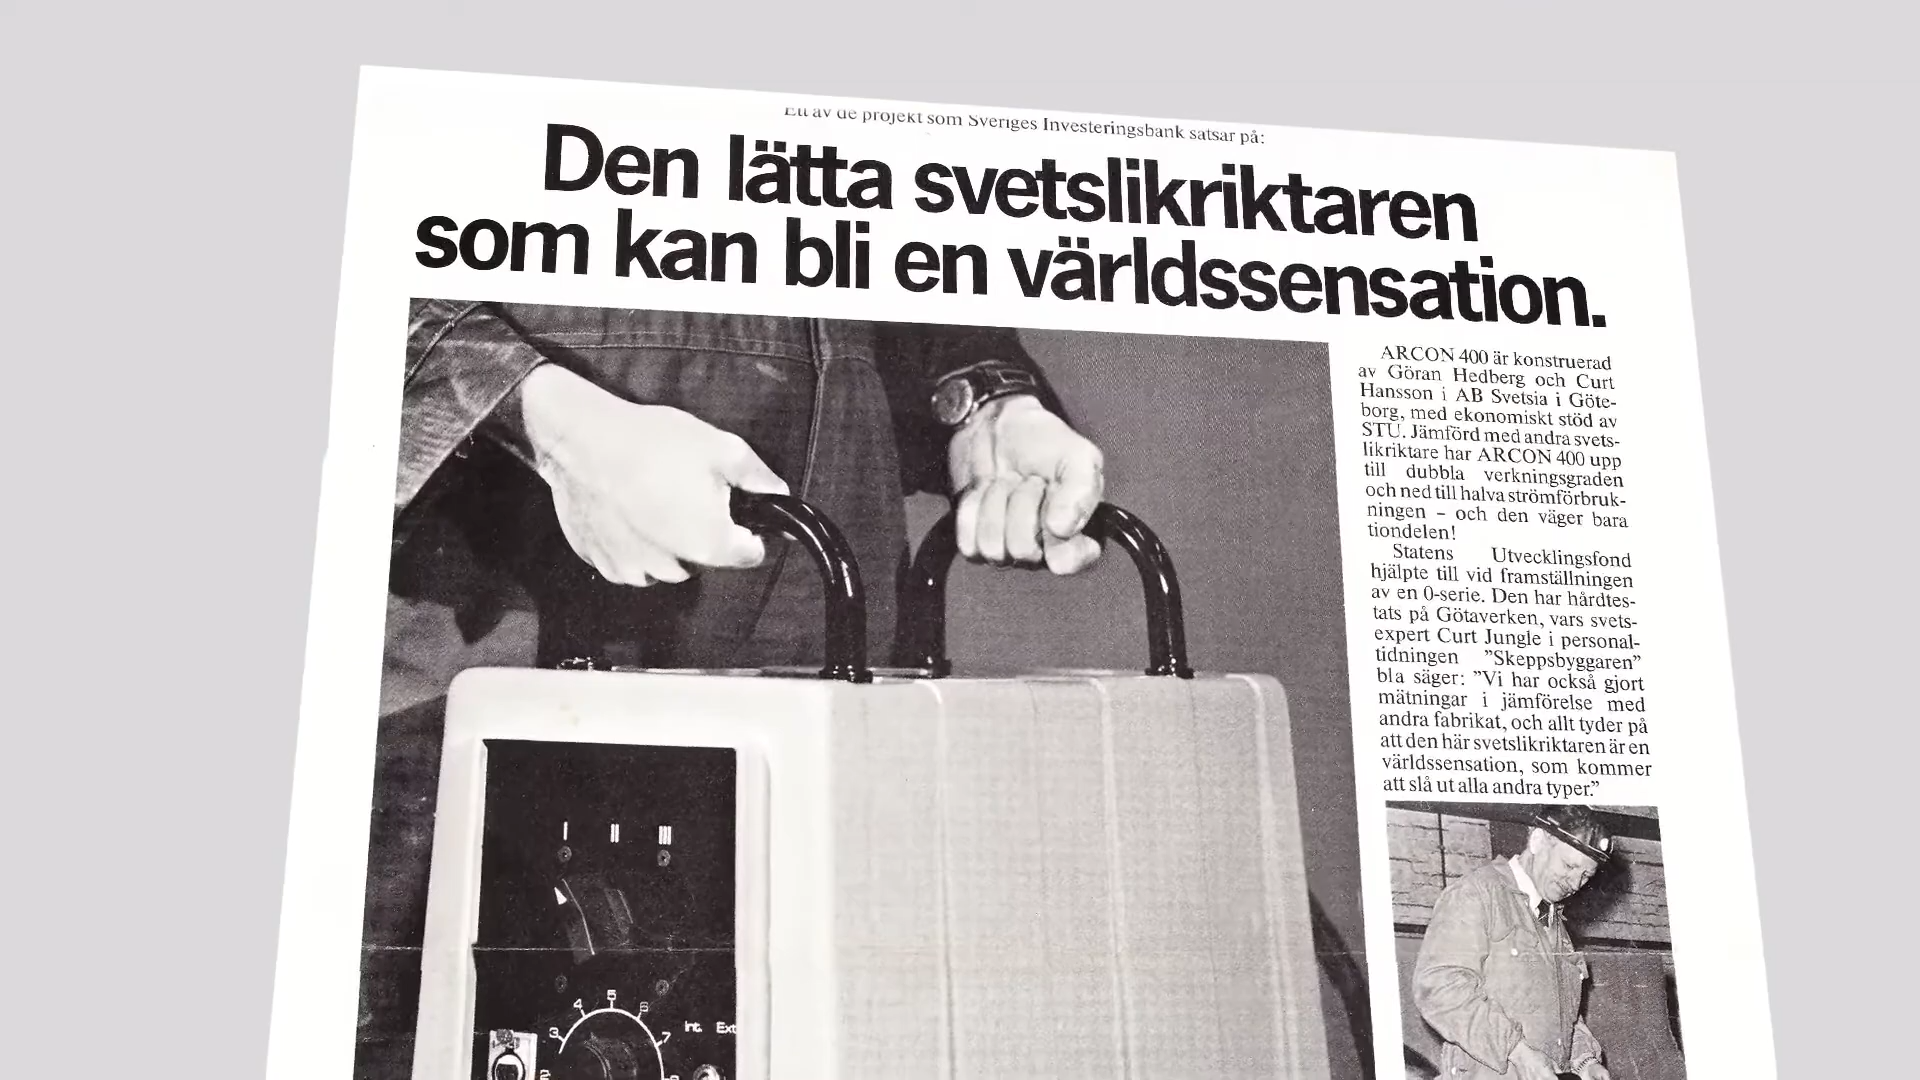 Ett av de projekt som Sveriges Investeringsbank satsar på:
Den lätta svetslikriktaren
som kan bli en världssensation.
ARCON 400 är konstruerad
av Göran Hedberg och Curt
Hansson i AB Svetsia i Göte-
borg, med ekonomiskt stöd av
STU. Jämförd med andra svets-
likriktare har ARCON 400 upp
till dubbla verkningsgraden
och ned till halva strömförbruk-
ningen – och den väger bara
tiondelen!
Statens Utvecklingsfond
hjälpte till vid framställningen
av en 0-serie. Den har hårdtes-
tats på Götaverken, vars svets-
expert Curt Jungle i personal-
tidningen ”Skeppsbyggaren”
bla säger: ”Vi har också gjort
mätningar i jämförelse med
andra fabrikat, och allt tyder på
att den här svetslikriktaren är en
världssensation, som kommer
att slå ut alla andra typer.”
I II III
3 4 5 6 7
Int. Ext